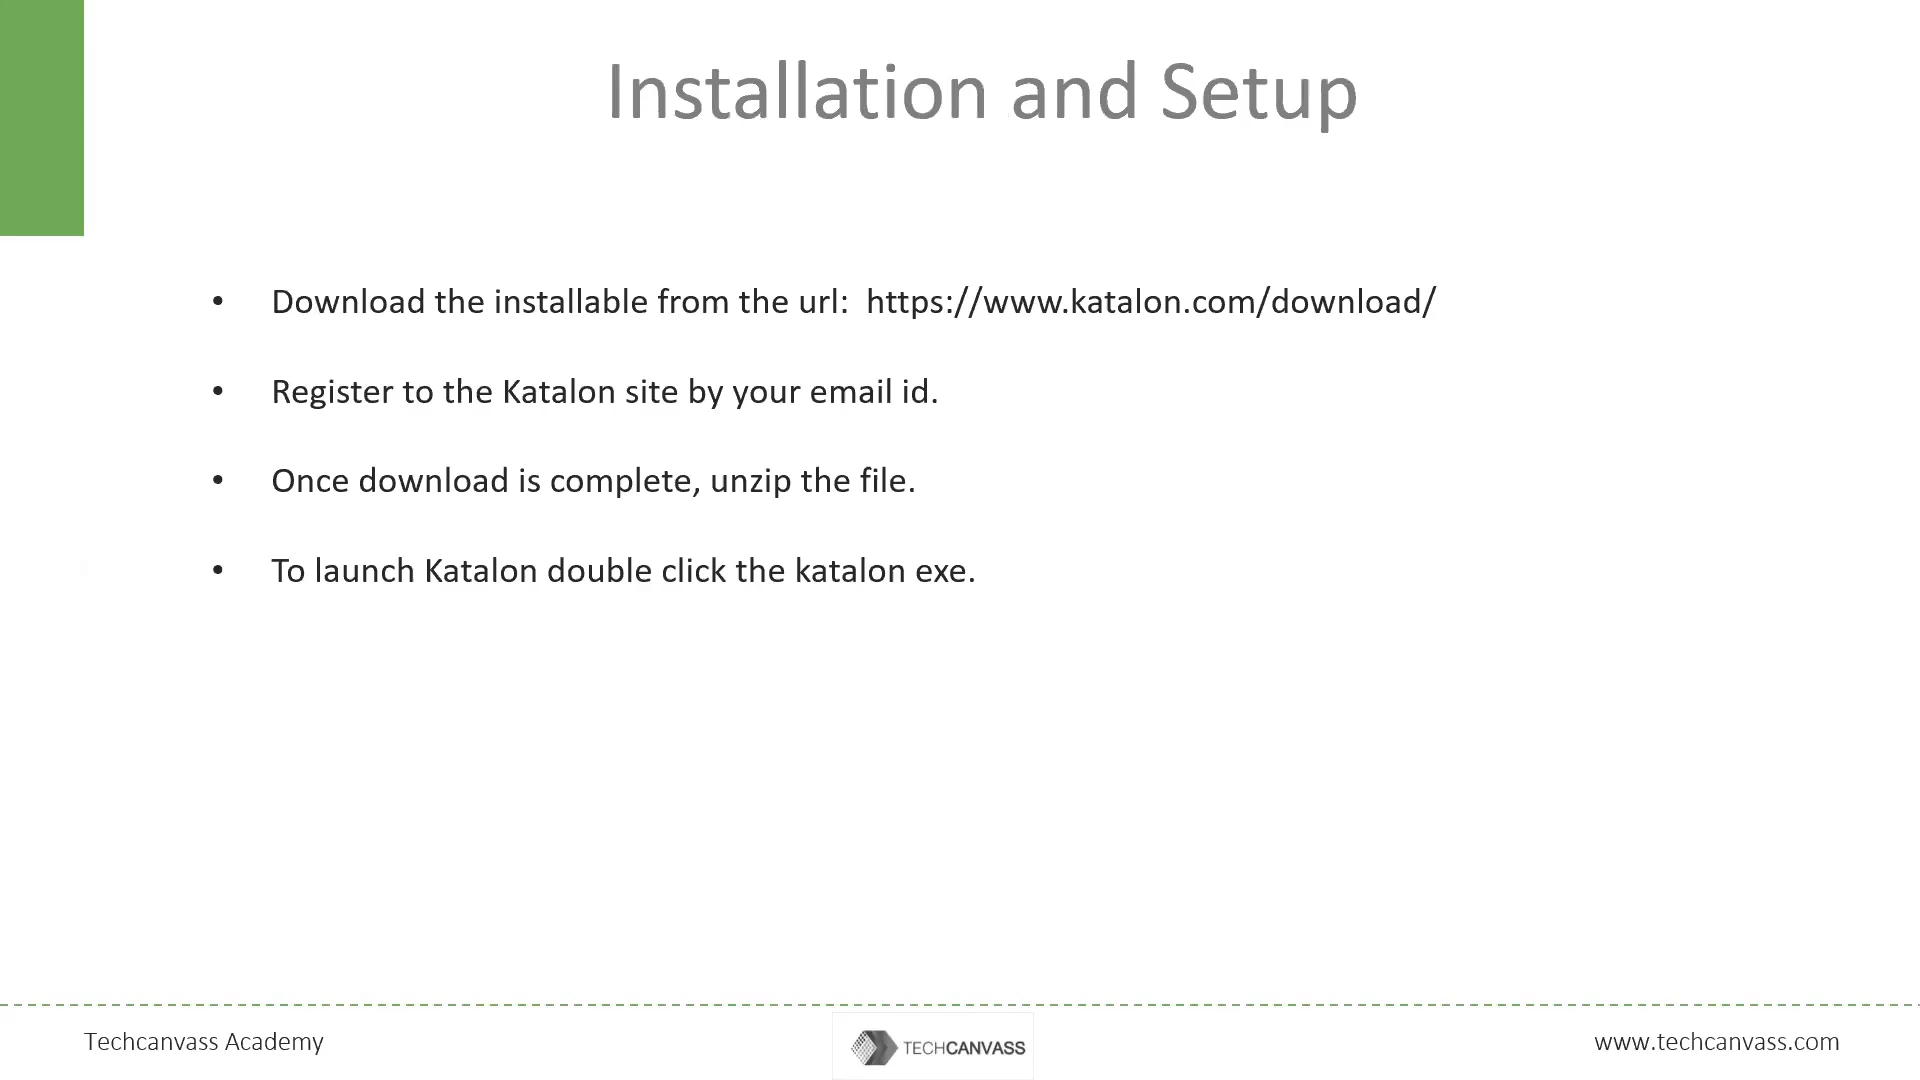 Installation and Setup
• Download the installable from the url:  https://www.katalon.com/download/
• Register to the Katalon site by your email id.
• Once download is complete, unzip the file.
• To launch Katalon double click the katalon exe.
Techcanvass Academy
TECHCANVASS
www.techcanvass.com